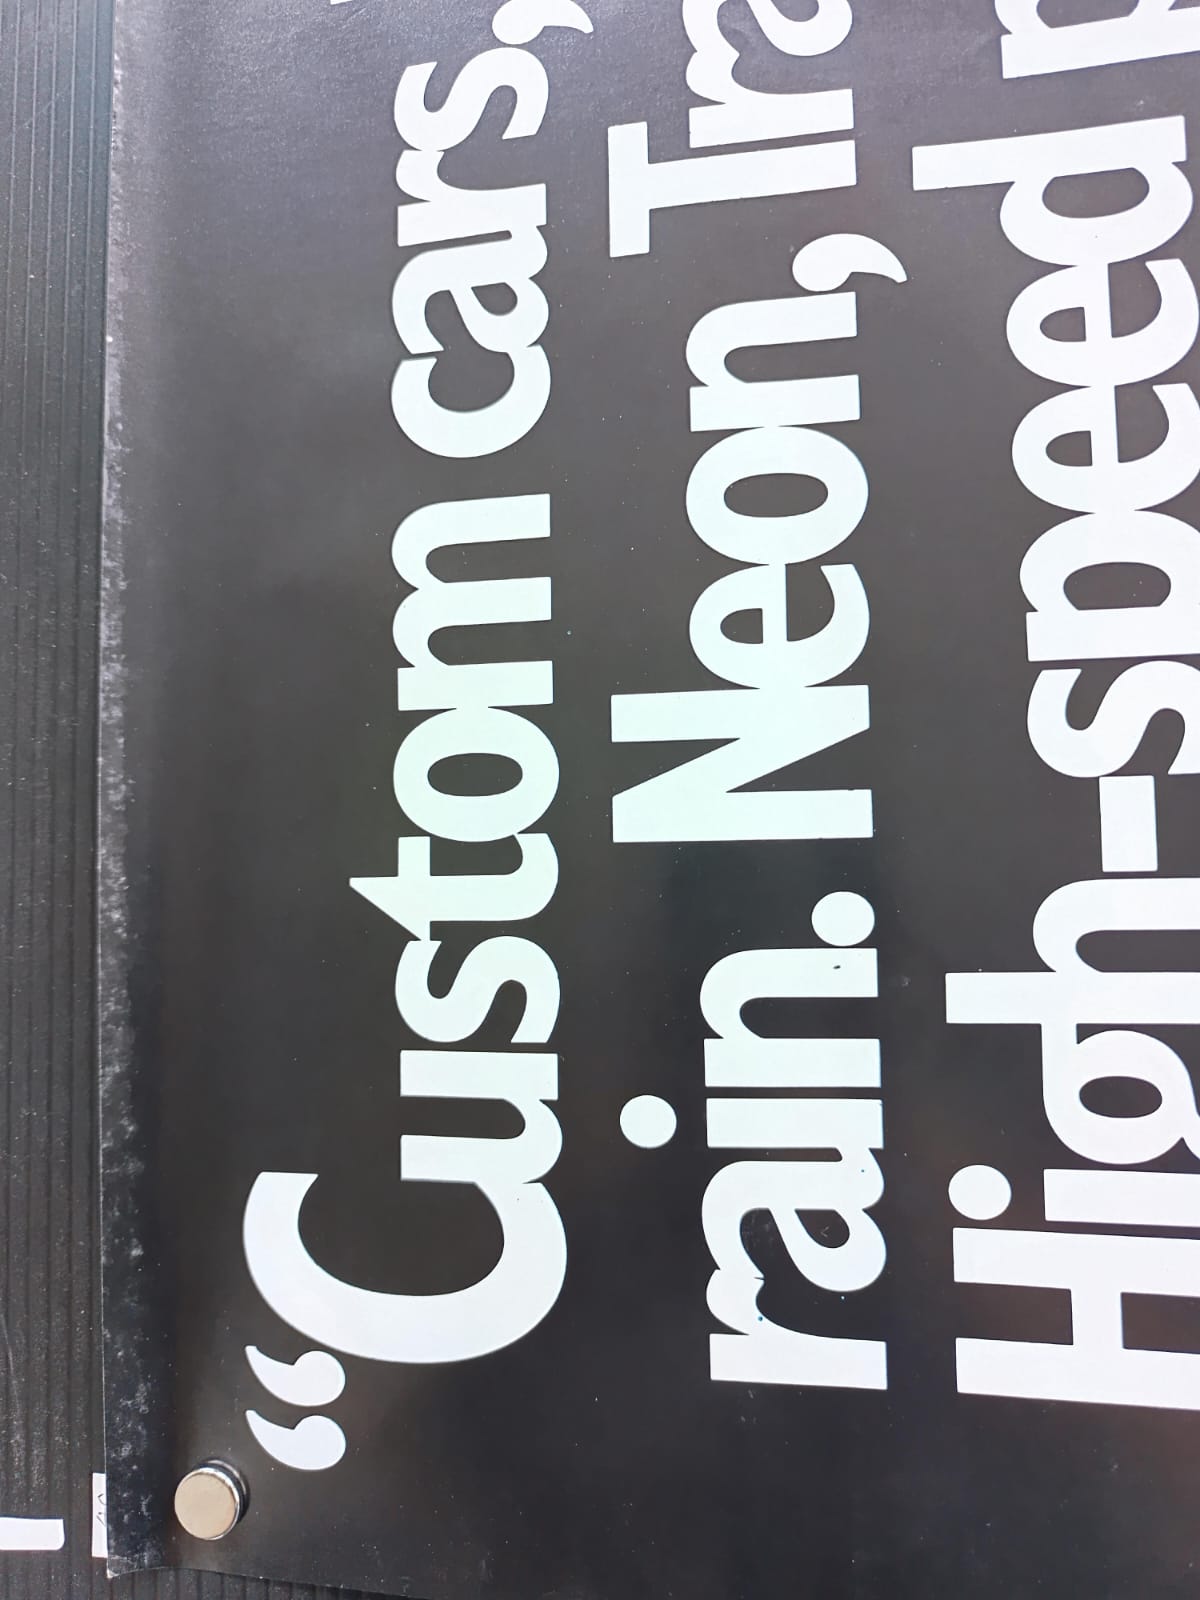 “Custom cars,
rain. Neon, Tra
High-speed p